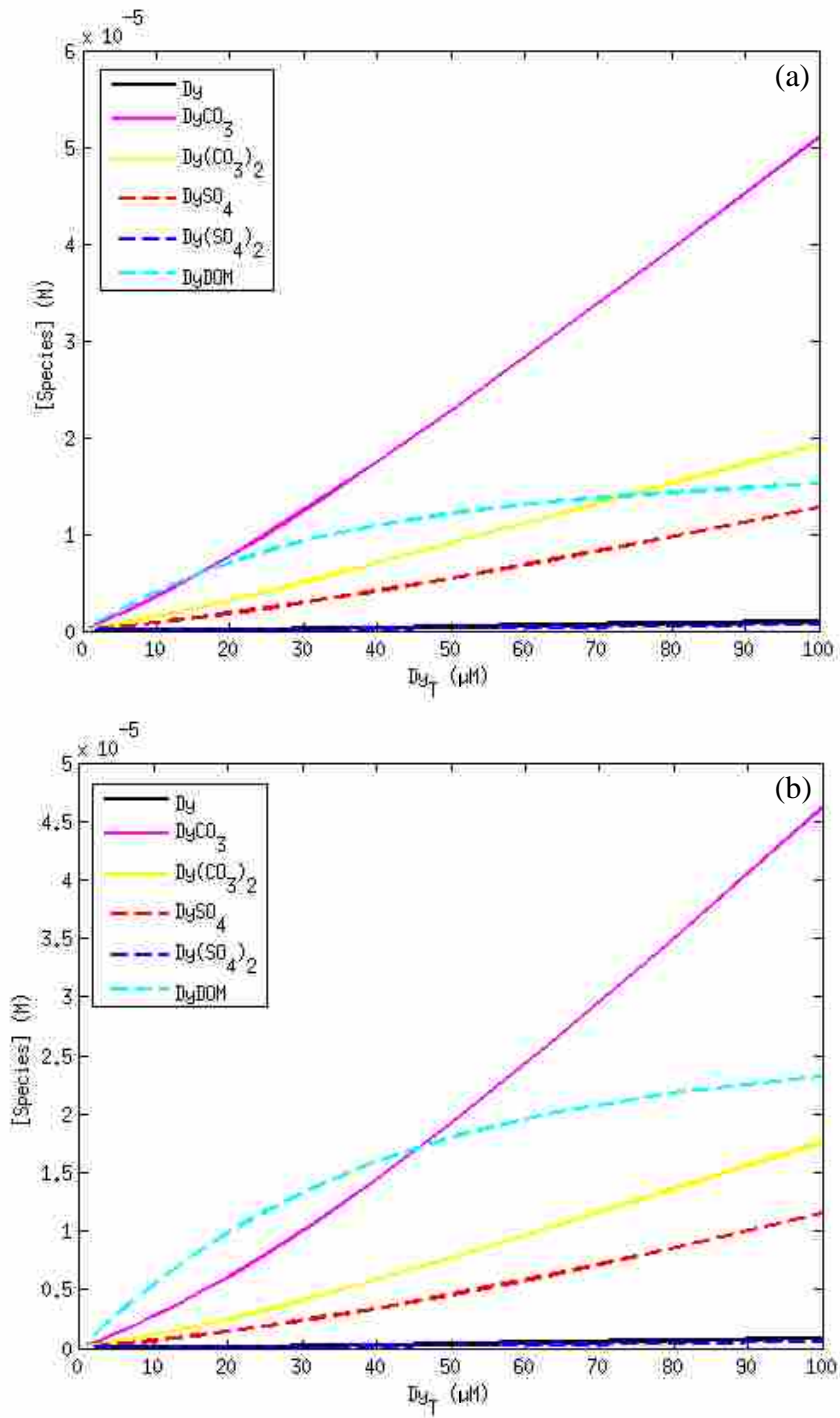 x 10^-5
(a)
6
5
4
3
2
1
0
[Species] (M)
Dy
DyCO3
Dy(CO3)2
DySO4
Dy(SO4)2
DyDOM
0 10 20 30 40 50 60 70 80 90 100
DyT (µM)
x 10^-5
(b)
5
4.5
4
3.5
3
2.5
2
1.5
1
0.5
0
[Species] (M)
Dy
DyCO3
Dy(CO3)2
DySO4
Dy(SO4)2
DyDOM
0 10 20 30 40 50 60 70 80 90 100
DyT (µM)